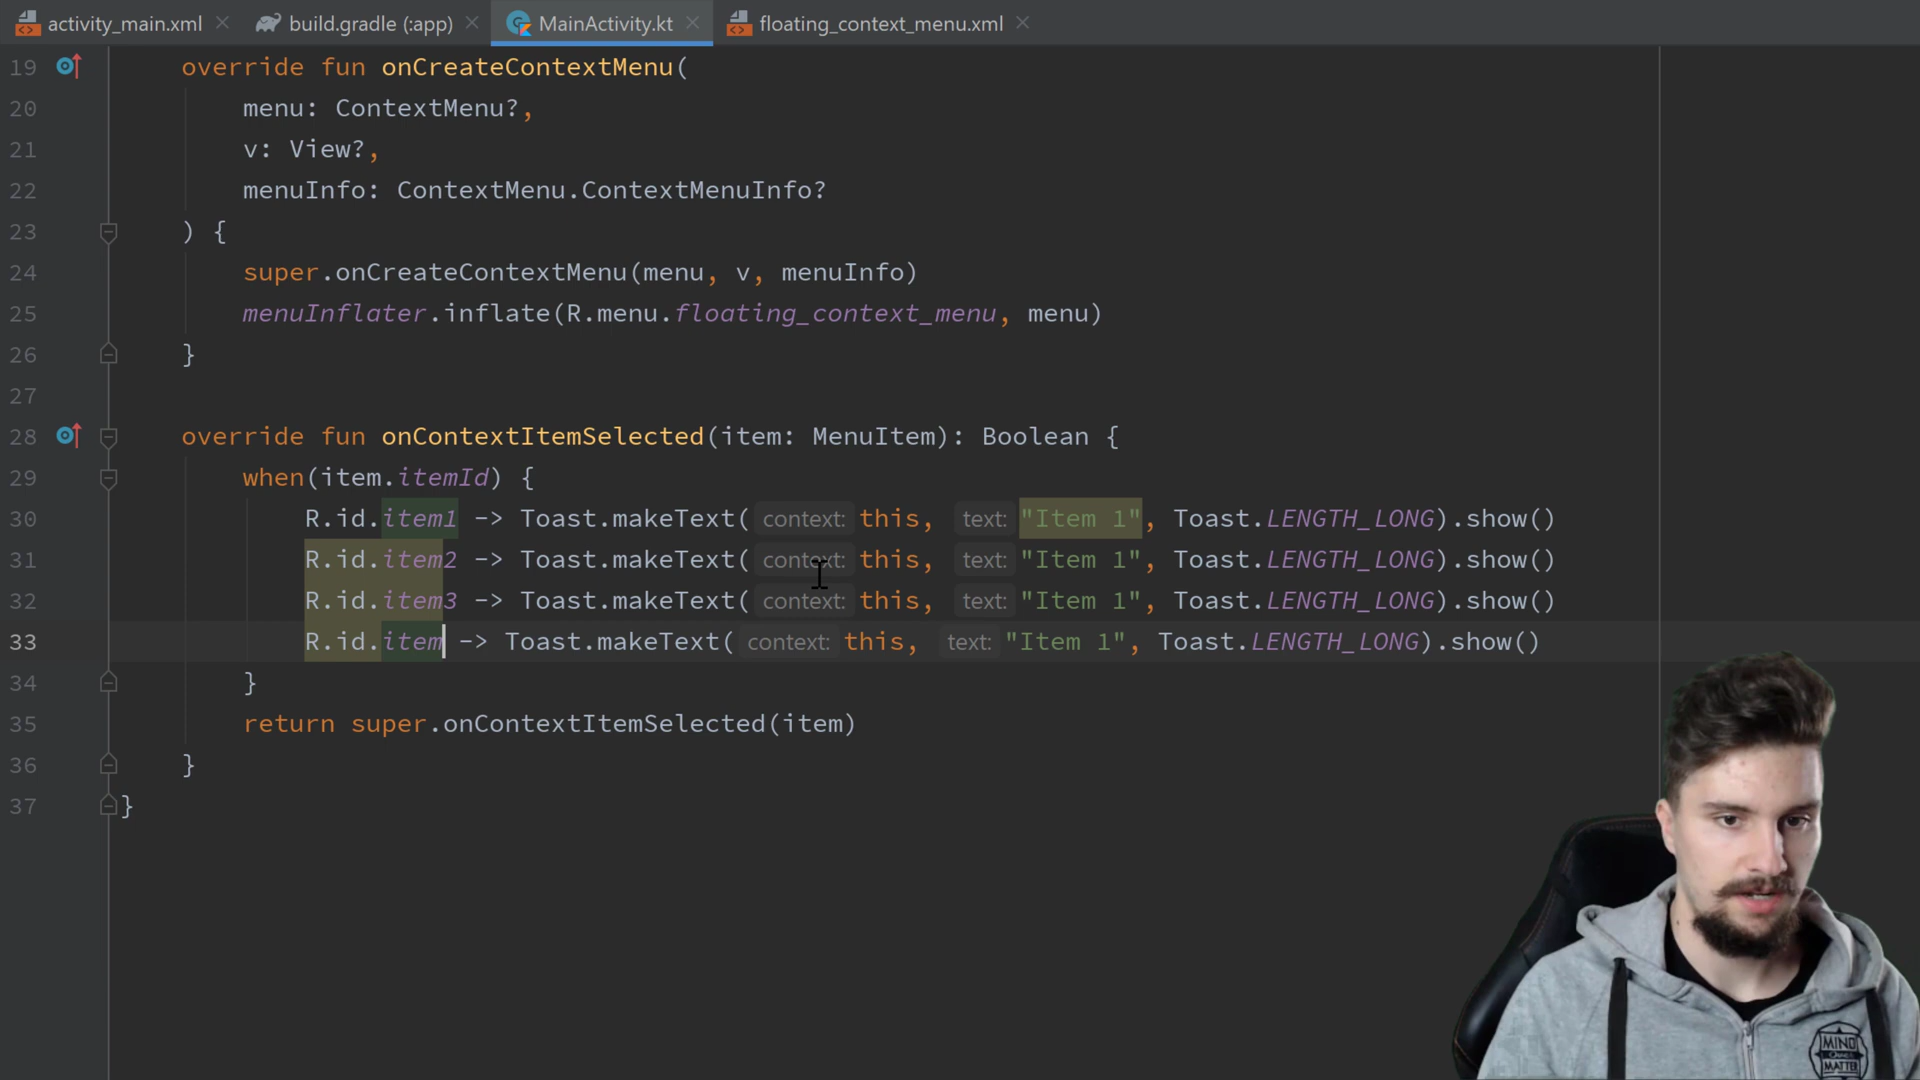 activity_main.xml build.gradle (:app) MainActivity.kt floating_context_menu.xml
19 override fun onCreateContextMenu(
20 menu: ContextMenu?,
21 v: View?,
22 menuInfo: ContextMenu.ContextMenuInfo?
23 ) {
24 super.onCreateContextMenu(menu, v, menuInfo)
25 menuInflater.inflate(R.menu.floating_context_menu, menu)
26 }
27
28 override fun onContextItemSelected(item: MenuItem): Boolean {
29 when(item.itemId) {
30 R.id.item1 -> Toast.makeText( context: this, text: "Item 1", Toast.LENGTH_LONG).show()
31 R.id.item2 -> Toast.makeText( context: this, text: "Item 1", Toast.LENGTH_LONG).show()
32 R.id.item3 -> Toast.makeText( context: this, text: "Item 1", Toast.LENGTH_LONG).show()
33 R.id.item -> Toast.makeText( context: this, text: "Item 1", Toast.LENGTH_LONG).show()
34 }
35 return super.onContextItemSelected(item)
36 }
37 }
MIND
MATTER